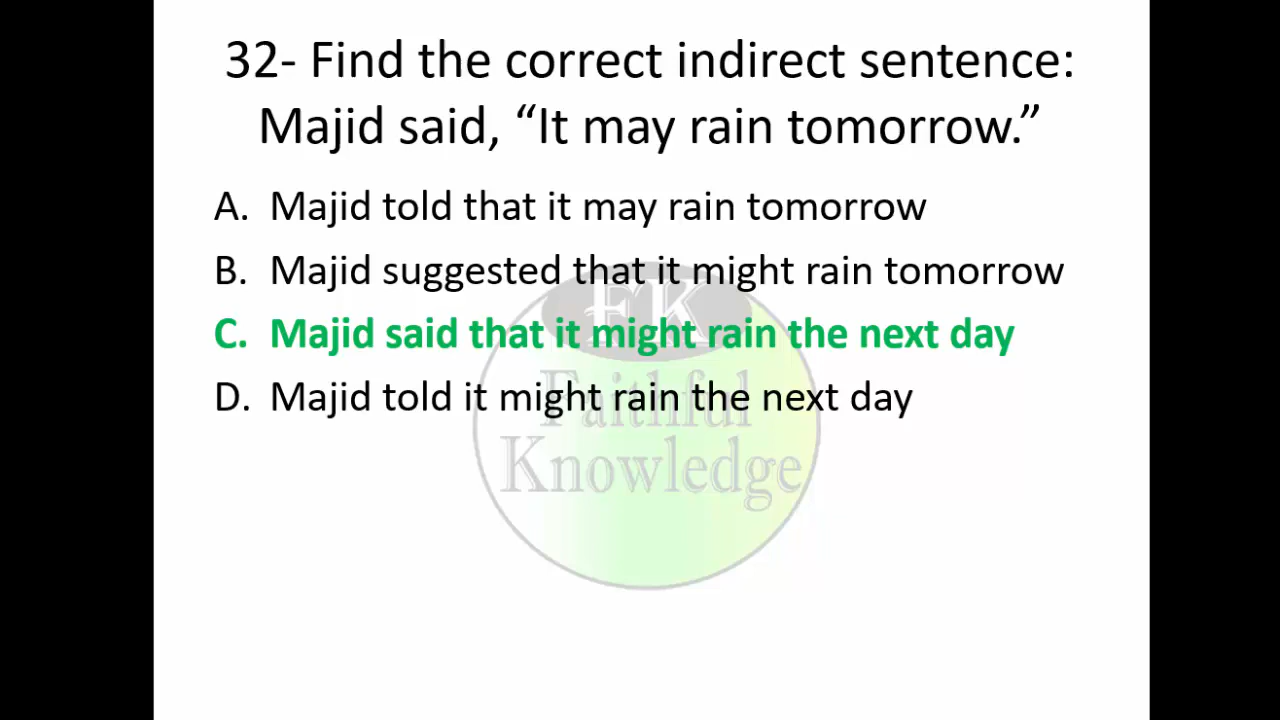 32- Find the correct indirect sentence:
Majid said, “It may rain tomorrow.”
A. Majid told that it may rain tomorrow
B. Majid suggested that it might rain tomorrow
C. Majid said that it might rain the next day
D. Majid told it might rain the next day
FK
Faithful
Knowledge